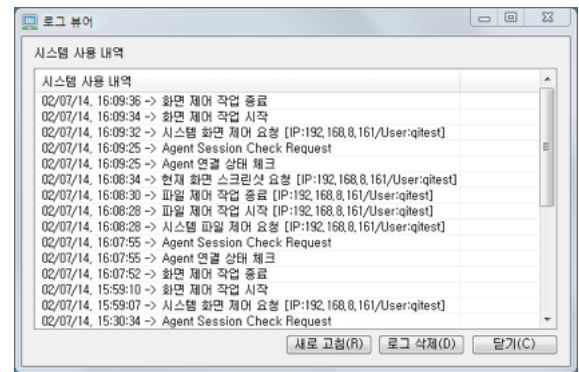 로그 뷰어
시스템 사용 내역
시스템 사용 내역
02/07/14, 16:09:36 -> 화면 제어 작업 종료
02/07/14, 16:09:34 -> 화면 제어 작업 시작
02/07/14, 16:09:32 -> 시스템 화면 제어 요청 [IP:192,168,8,161/User:qitest]
02/07/14, 16:09:25 -> Agent Session Check Request
02/07/14, 16:09:25 -> Agent 연결 상태 체크
02/07/14, 16:08:34 -> 현재 화면 스크린샷 요청 [IP:192,168,8,161/User:qitest]
02/07/14, 16:08:30 -> 파일 제어 작업 종료 [IP:192,168,8,161/User:qitest]
02/07/14, 16:08:28 -> 파일 제어 작업 시작 [IP:192,168,8,161/User:qitest]
02/07/14, 16:08:28 -> 시스템 파일 제어 요청 [IP:192,168,8,161/User:qitest]
02/07/14, 16:07:55 -> Agent Session Check Request
02/07/14, 16:07:55 -> Agent 연결 상태 체크
02/07/14, 16:07:52 -> 화면 제어 작업 종료
02/07/14, 15:59:10 -> 화면 제어 작업 시작
02/07/14, 15:59:07 -> 시스템 화면 제어 요청 [IP:192,168,8,161/User:qitest]
02/07/14, 15:30:34 -> Agent Session Check Request
새로 고침(R) 로그 삭제(D) 닫기(C)